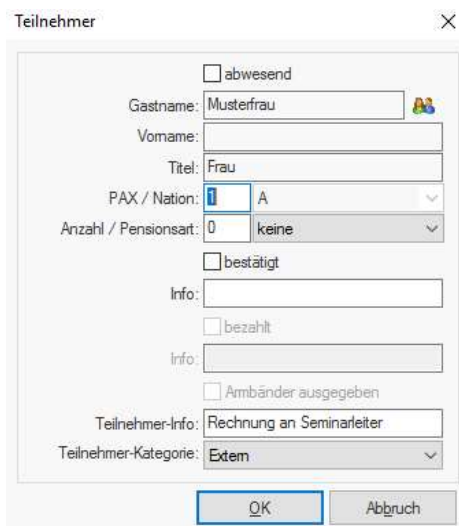 Teilnehmer
abwesend
Gastname: Musterfrau
Vorname:
Titel: Frau
PAX / Nation: 1 A
Anzahl / Pensionsart: 0 keine
bestätigt
Info:
bezahlt
Info:
Armbänder ausgegeben
Teilnehmer-Info: Rechnung an Seminarleiter
Teilnehmer-Kategorie: Extern
OK Abbruch